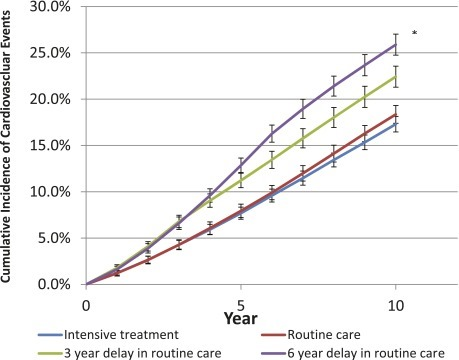 Cumulative Incidence of Cardiovascluar Events
30.0%
25.0%
20.0%
15.0%
10.0%
5.0%
0.0%
*
0
5
10
Year
Intensive treatment
Routine care
3 year delay in routine care
6 year delay in routine care